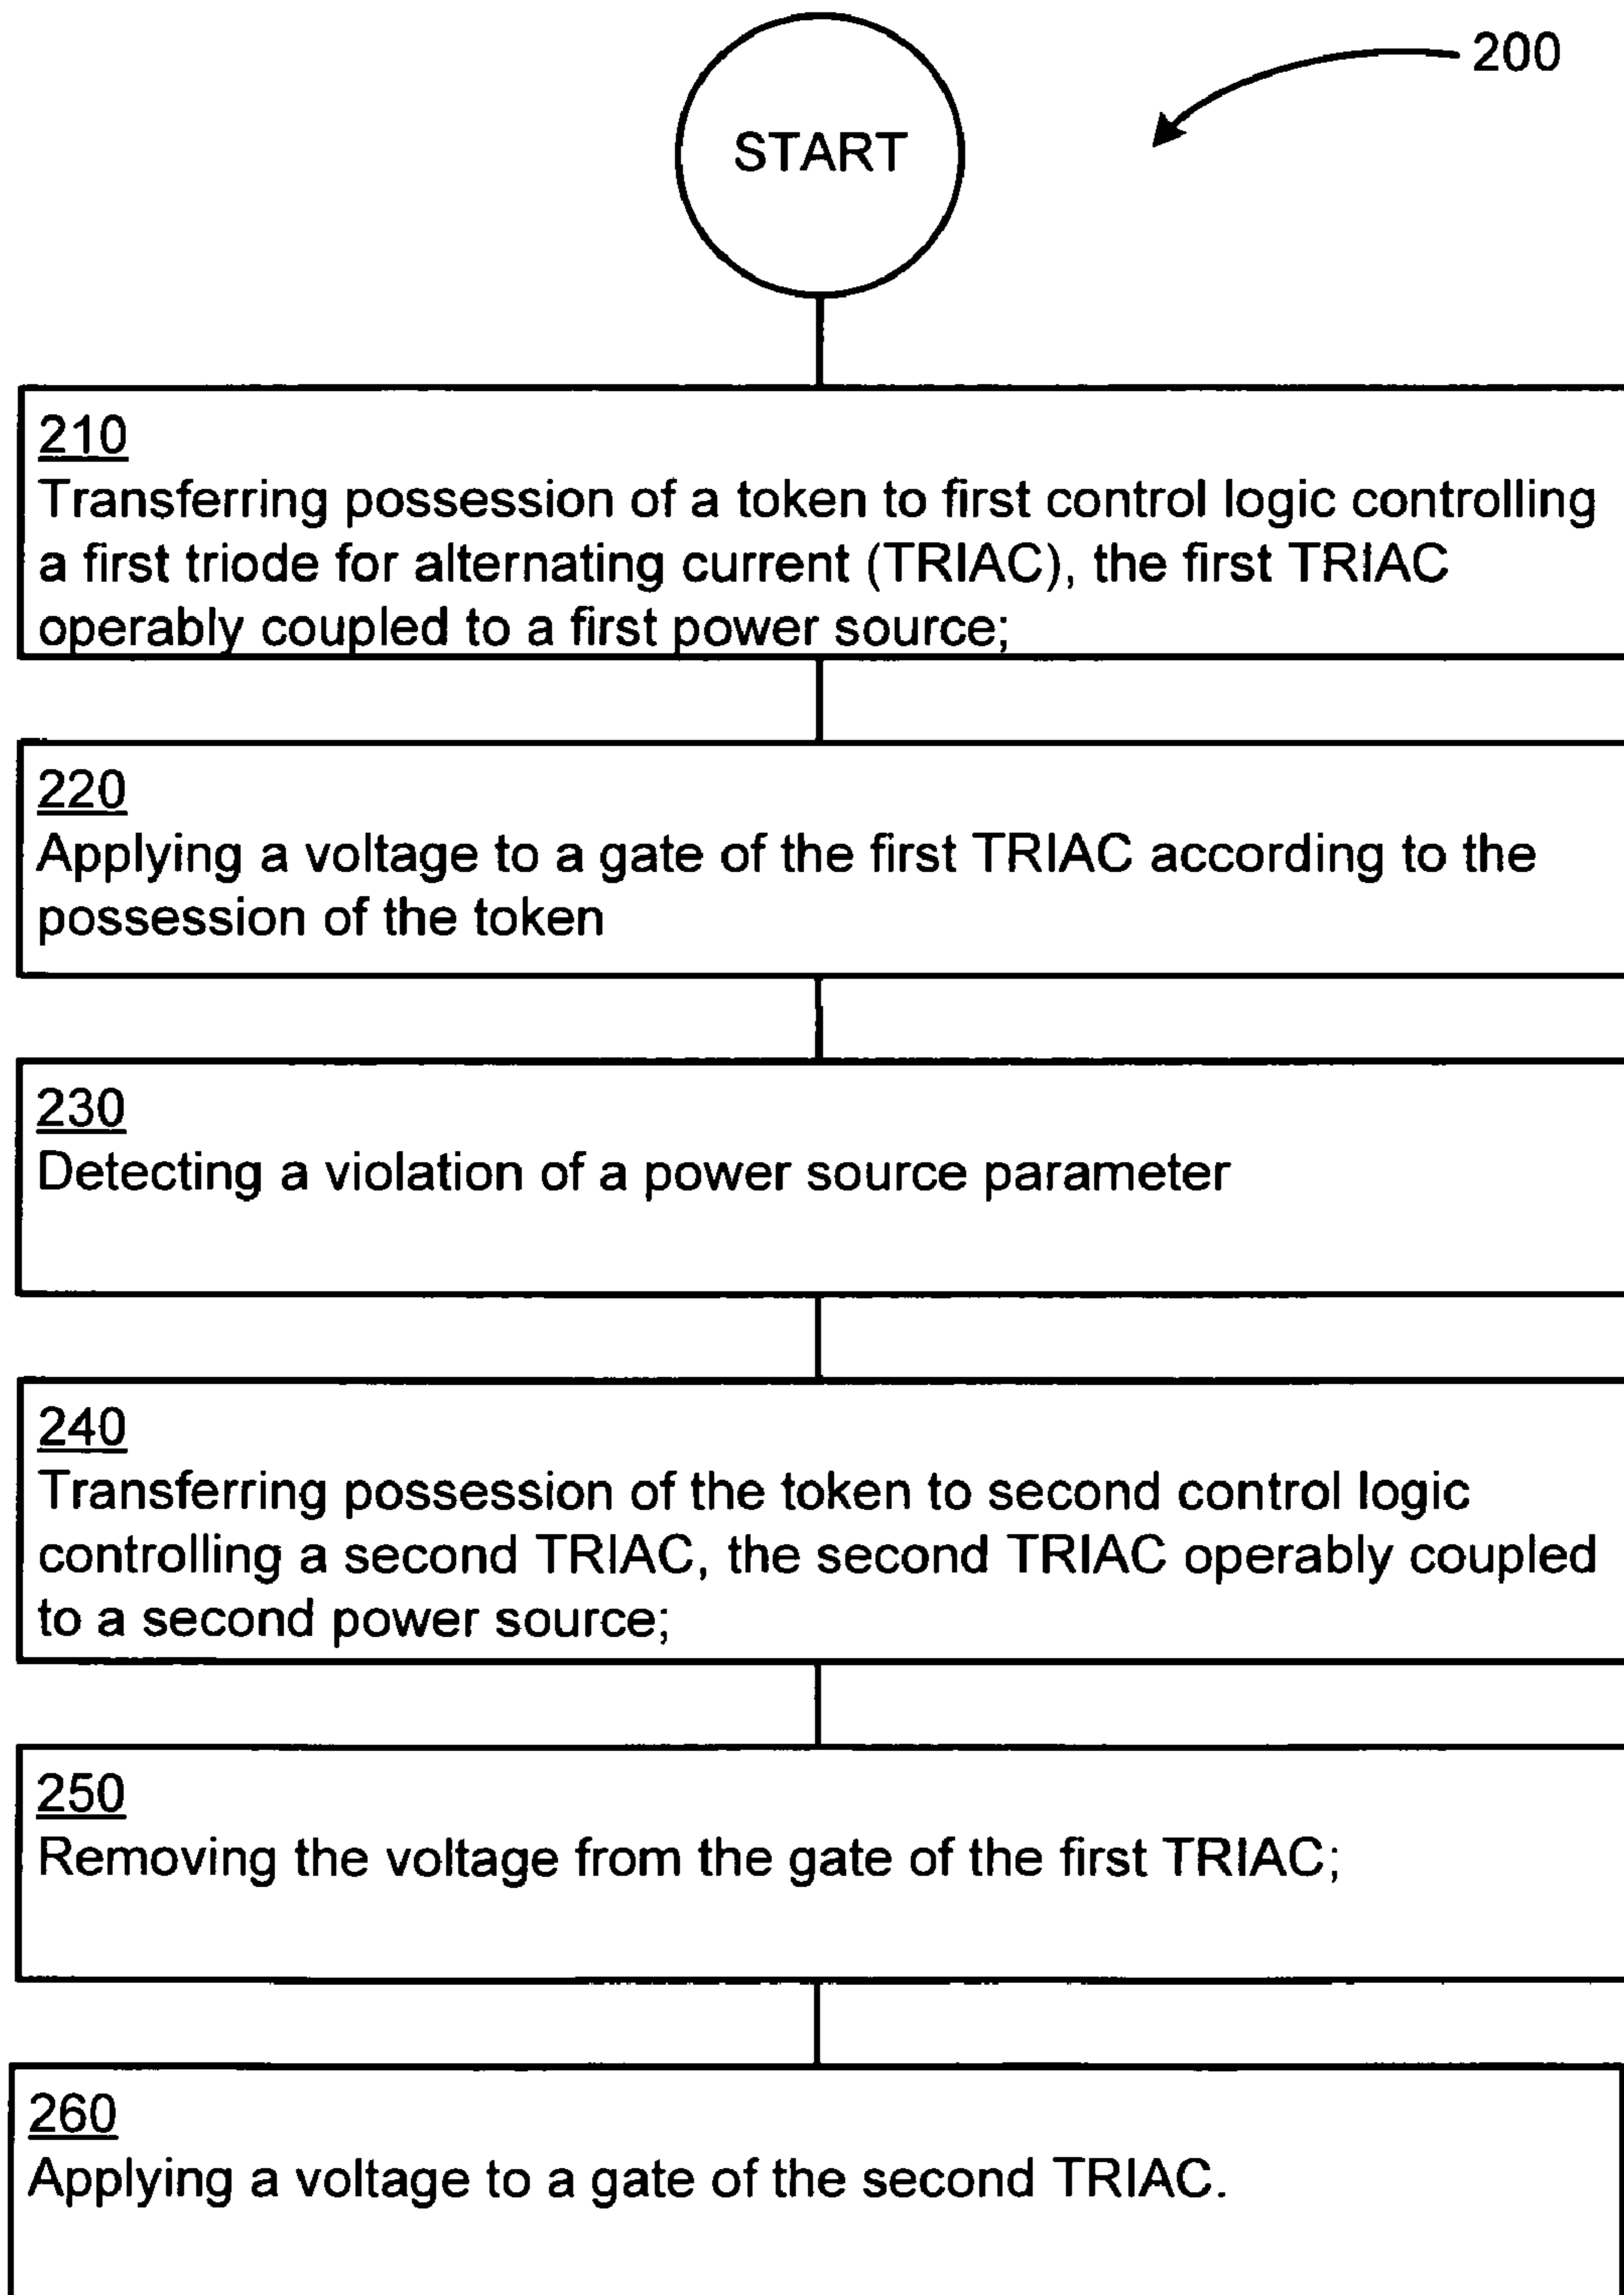 200
START
210
Transferring possession of a token to first control logic controlling
a first triode for alternating current (TRIAC), the first TRIAC
operably coupled to a first power source;
220
Applying a voltage to a gate of the first TRIAC according to the
possession of the token
230
Detecting a violation of a power source parameter
240
Transferring possession of the token to second control logic
controlling a second TRIAC, the second TRIAC operably coupled
to a second power source;
250
Removing the voltage from the gate of the first TRIAC;
260
Applying a voltage to a gate of the second TRIAC.